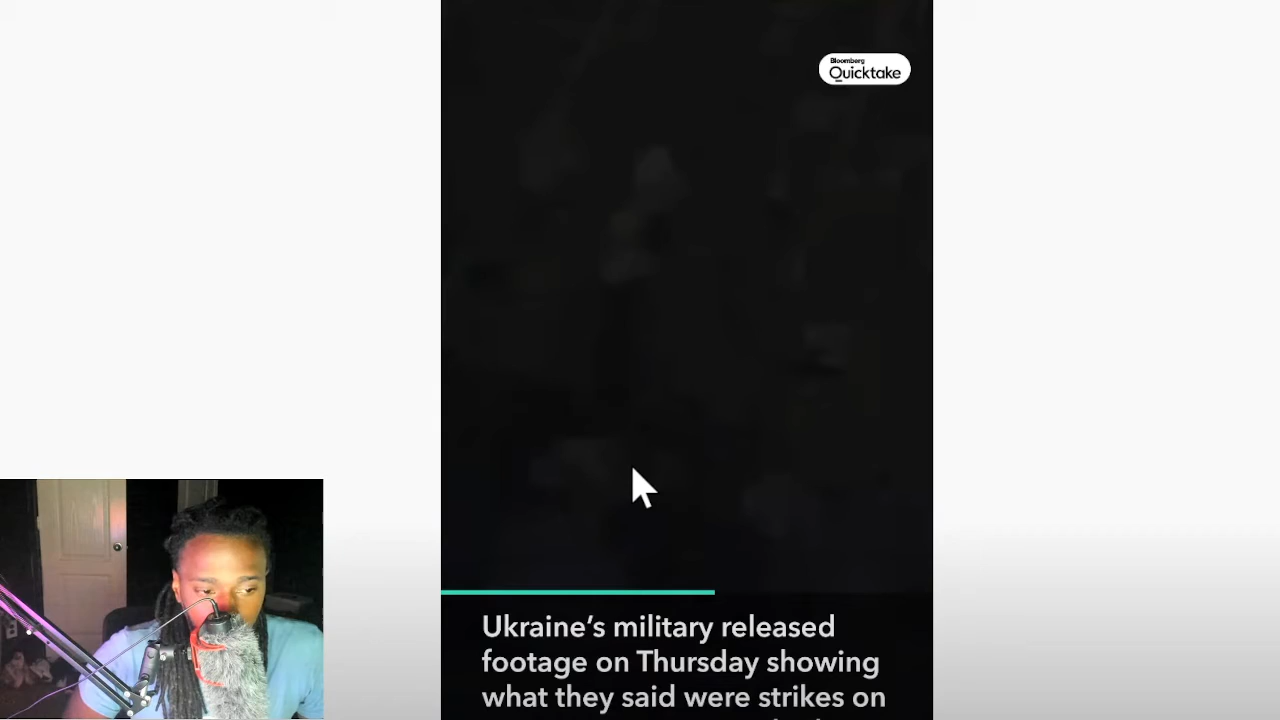 Bloomberg
Quicktake
Ukraine’s military released
footage on Thursday showing
what they said were strikes on